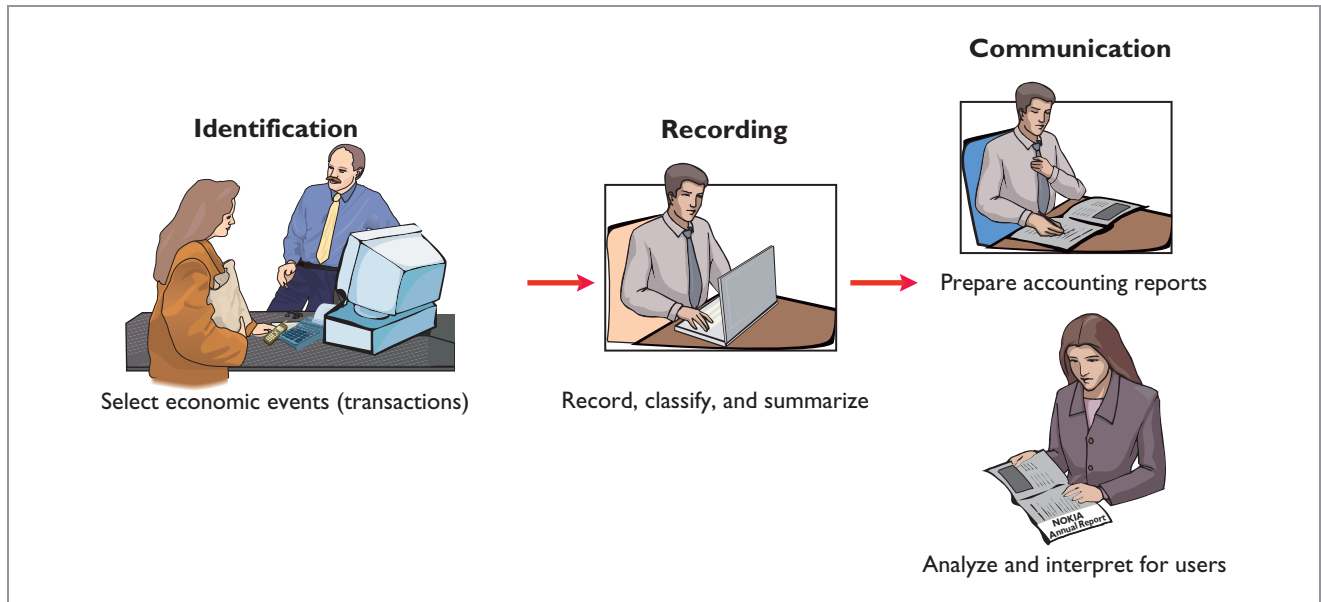 Identification
Select economic events (transactions)
Recording
Record, classify, and summarize
Communication
Prepare accounting reports
NOKIA
Annual Report
Analyze and interpret for users